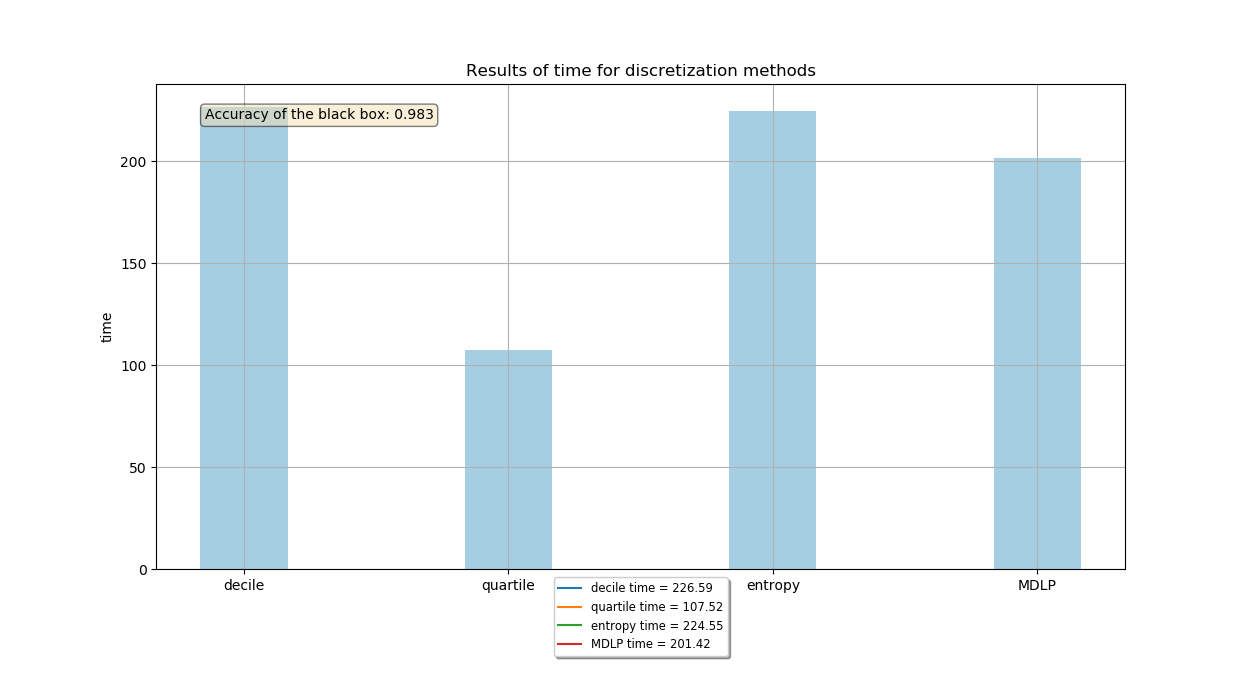 Results of time for discretization methods
Accuracy of the black box: 0.983
time
200
150
100
50
0
decile
quartile
entropy
MDLP
decile time = 226.59
quartile time = 107.52
entropy time = 224.55
MDLP time = 201.42